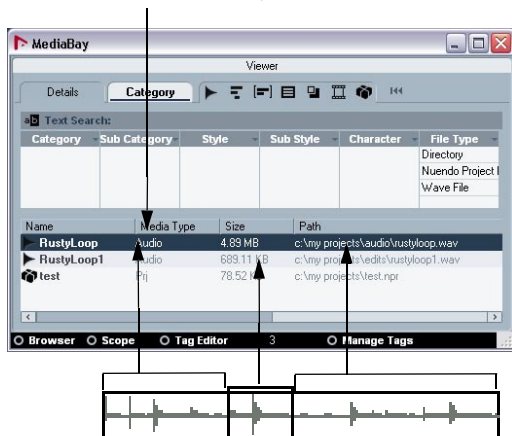 MediaBay
Viewer
Details Category
Text Search:
Category Sub Category Style Sub Style Character File Type
Directory
Nuendo Project
Wave File
Name Media Type Size Path
RustyLoop Audio 4.89 MB c:\my projects\audio\rustyloop.wav
RustyLoop1 Audio 689.11 KB c:\my projects\edits\rustyloop1.wav
test Prj 78.52 c:\my projects\test.npr
Browser Scope Tag Editor 3 Manage Tags